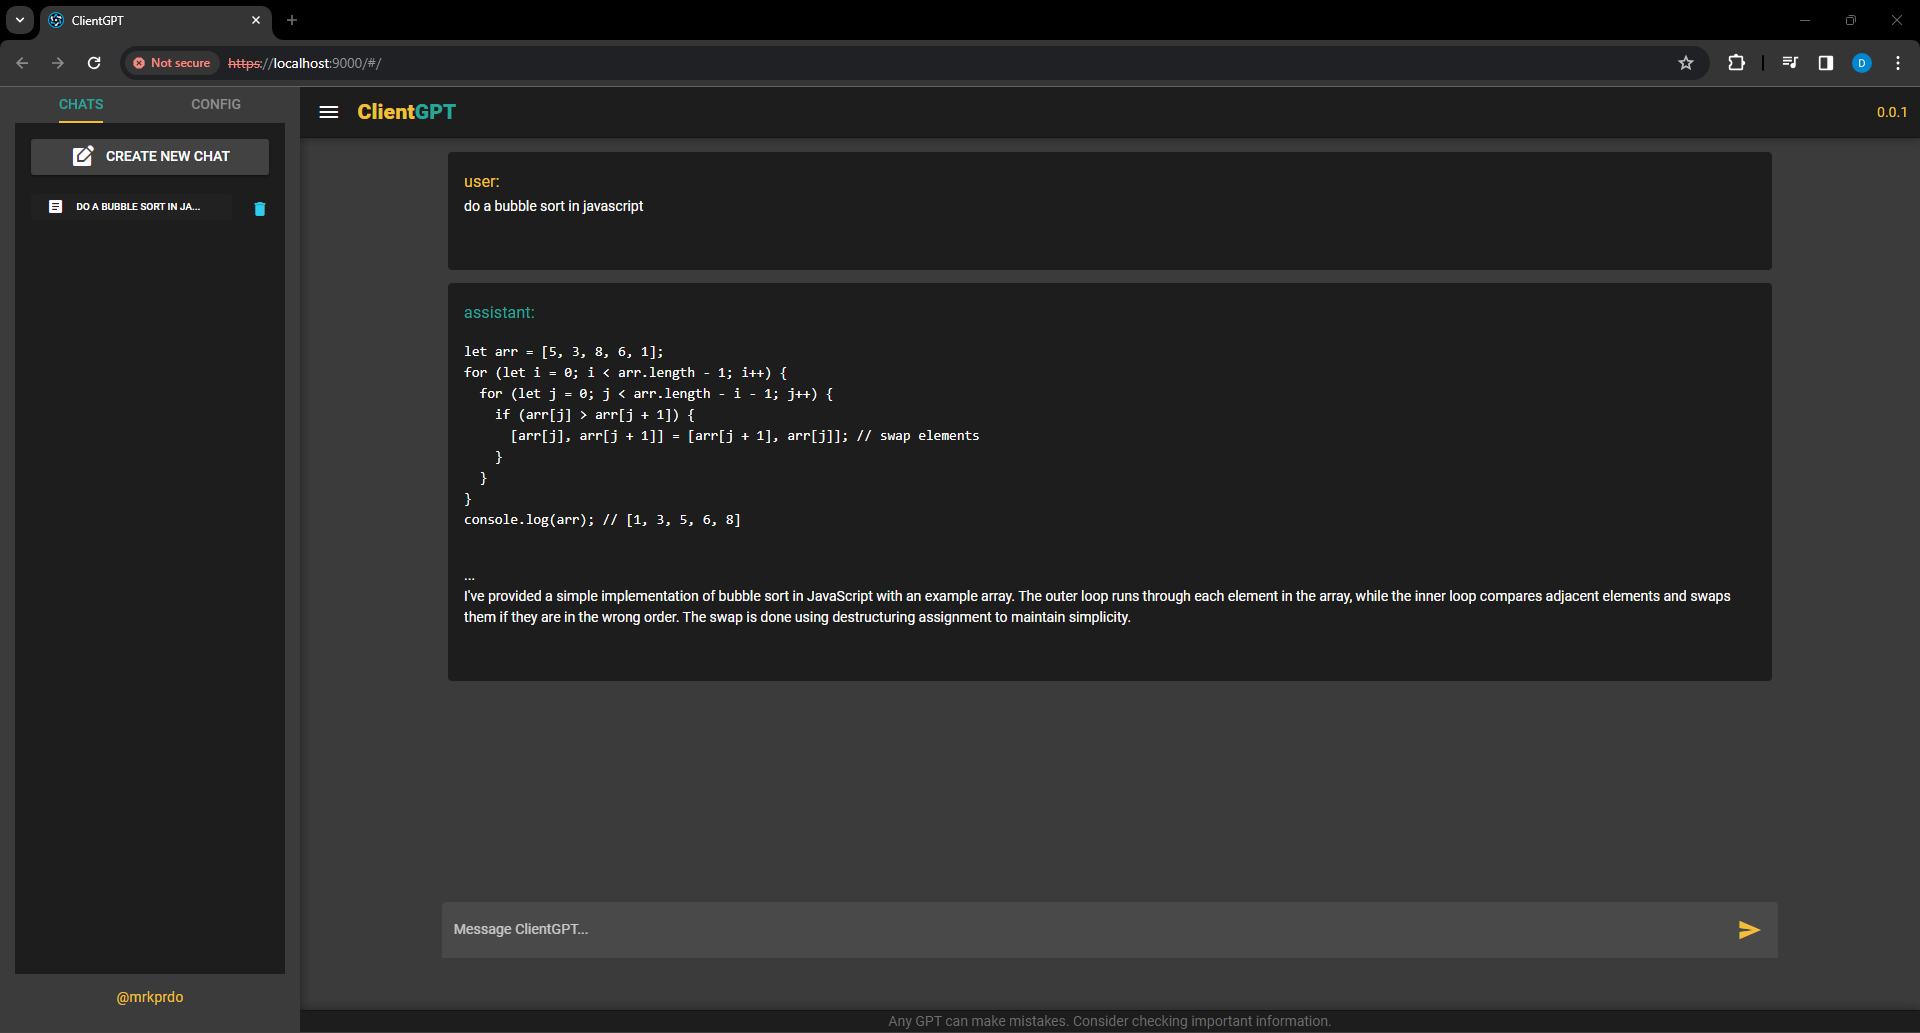 ClientGPT
Not secure
https://localhost:9000/#/
D
CHATS
CONFIG
CREATE NEW CHAT
DO A BUBBLE SORT IN JA...
@mrkprdo
ClientGPT
0.0.1
user:
do a bubble sort in javascript
assistant:
let arr = [5, 3, 8, 6, 1];
for (let i = 0; i < arr.length - 1; i++) {
  for (let j = 0; j < arr.length - i - 1; j++) {
    if (arr[j] > arr[j + 1]) {
      [arr[j], arr[j + 1]] = [arr[j + 1], arr[j]]; // swap elements
    }
  }
}
console.log(arr); // [1, 3, 5, 6, 8]
...
I've provided a simple implementation of bubble sort in JavaScript with an example array. The outer loop runs through each element in the array, while the inner loop compares adjacent elements and swaps
them if they are in the wrong order. The swap is done using destructuring assignment to maintain simplicity.
Message ClientGPT...
Any GPT can make mistakes. Consider checking important information.